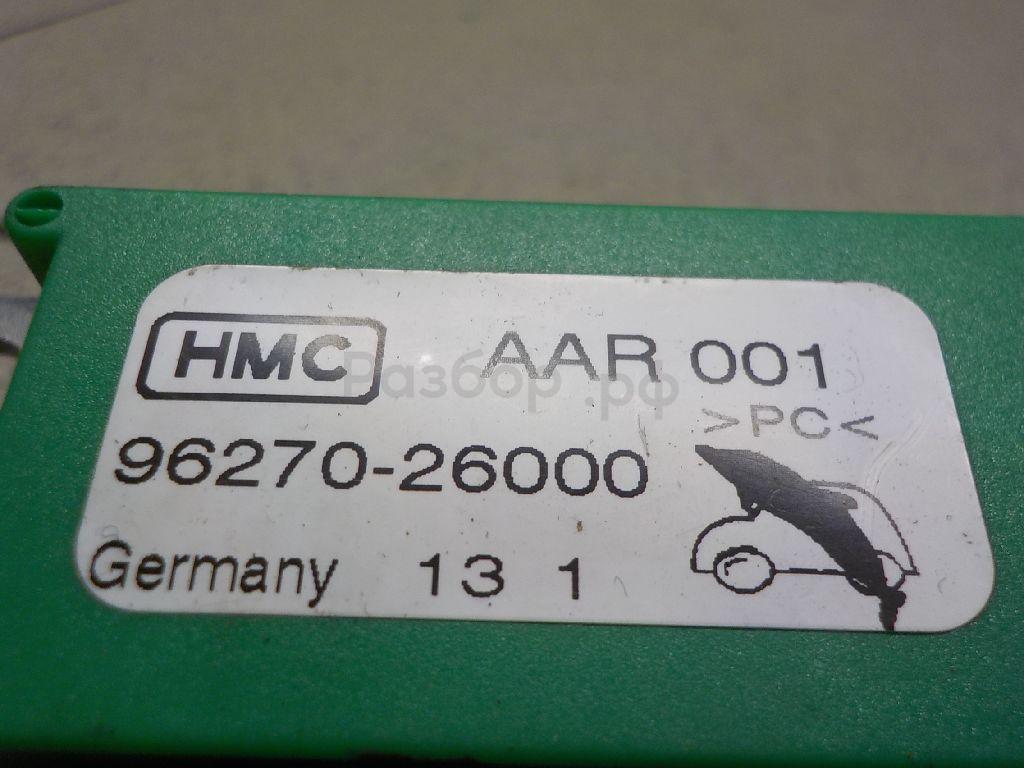 HMC AAR 001
Разбор.рф
>PC<
96270-26000
Germany 13 1